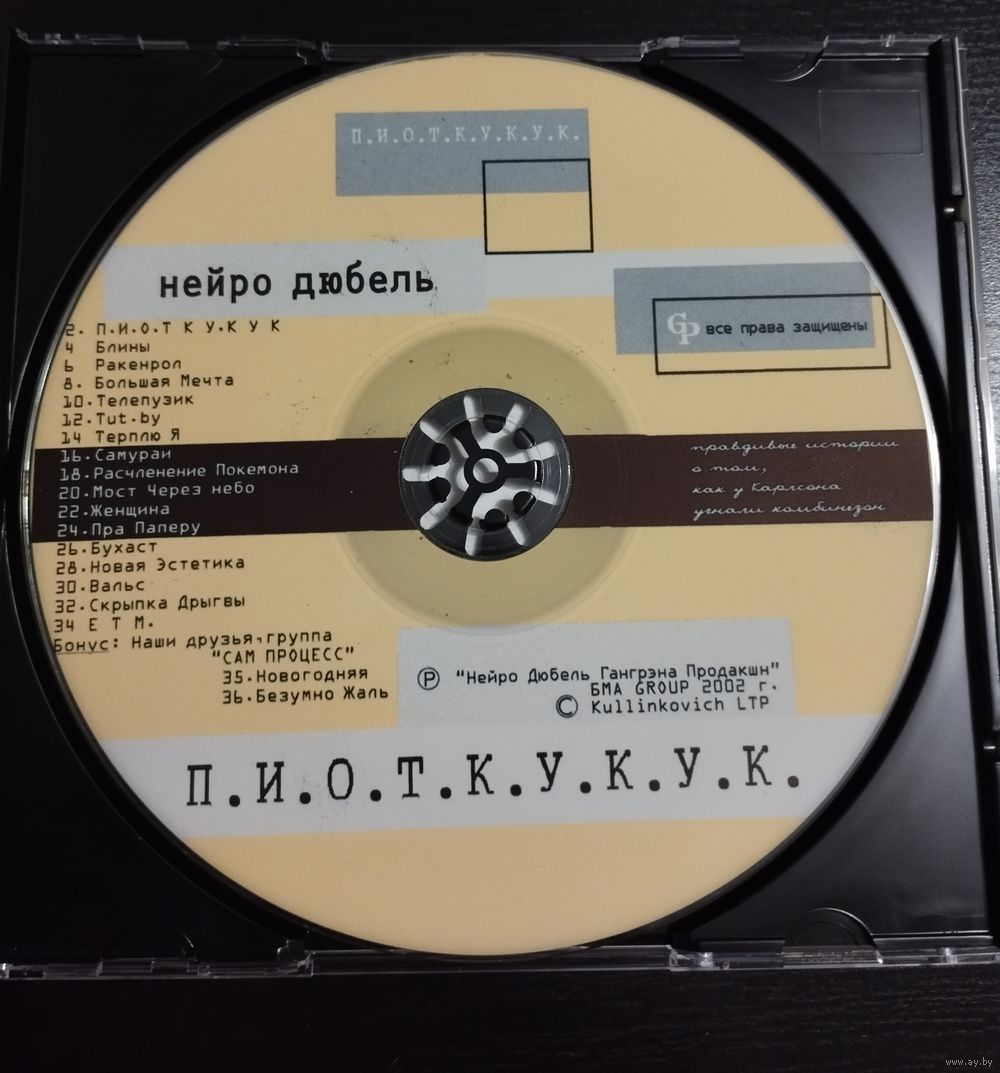 П.И.О.Т.К.У.К.У.К.
нейро дюбель
GP все права защищены
2. П.И.О.Т К У.К У К
4 Блины
6 Ракенрол
8. Большая Мечта
10.Телепузик
12.Tut.by
14 Терплю Я
16.Самураи
18.Расчленение Покемона
20.Мост Через небо
22.Женщина
24.Пра Паперу
26.Бухаст
28.Новая Эстетика
30.Вальс
32.Скрыпка Дрыгвы
34 Е Т М.
Бонус: Наши друзья,группа
"САМ ПРОЦЕСС"
35.Новогодняя
36.Безумно Жаль
правдивые истории
о том,
как у Карлсона
угнали комбинезон
℗ "Нейро Дюбель Гангрэна Продакшн"
БМА GROUP 2002 г.
© Kullinkovich LTP
П.И.О.Т.К.У.К.У.К.
www.ay.by